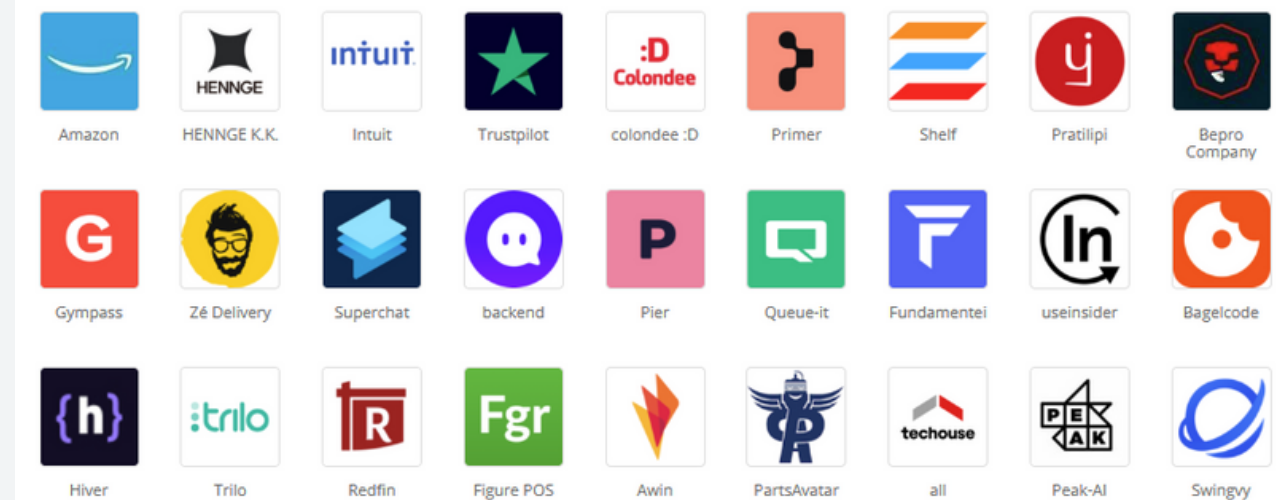 HENNGE
INTUIT
:D
Colondee
yj
Amazon
HENNGE K.K.
Intuit
Trustpilot
colondee :D
Primer
Shelf
Pratilipi
Bepro
Company
G
P
F
In
Gympass
Zé Delivery
Superchat
backend
Pier
Queue-it
Fundamentei
useinsider
Bagelcode
{h}
:trilo
R
Fgr
techouse
PEAK
Hiver
Trilo
Redfin
Figure POS
Awin
PartsAvatar
all
Peak-AI
Swingvy